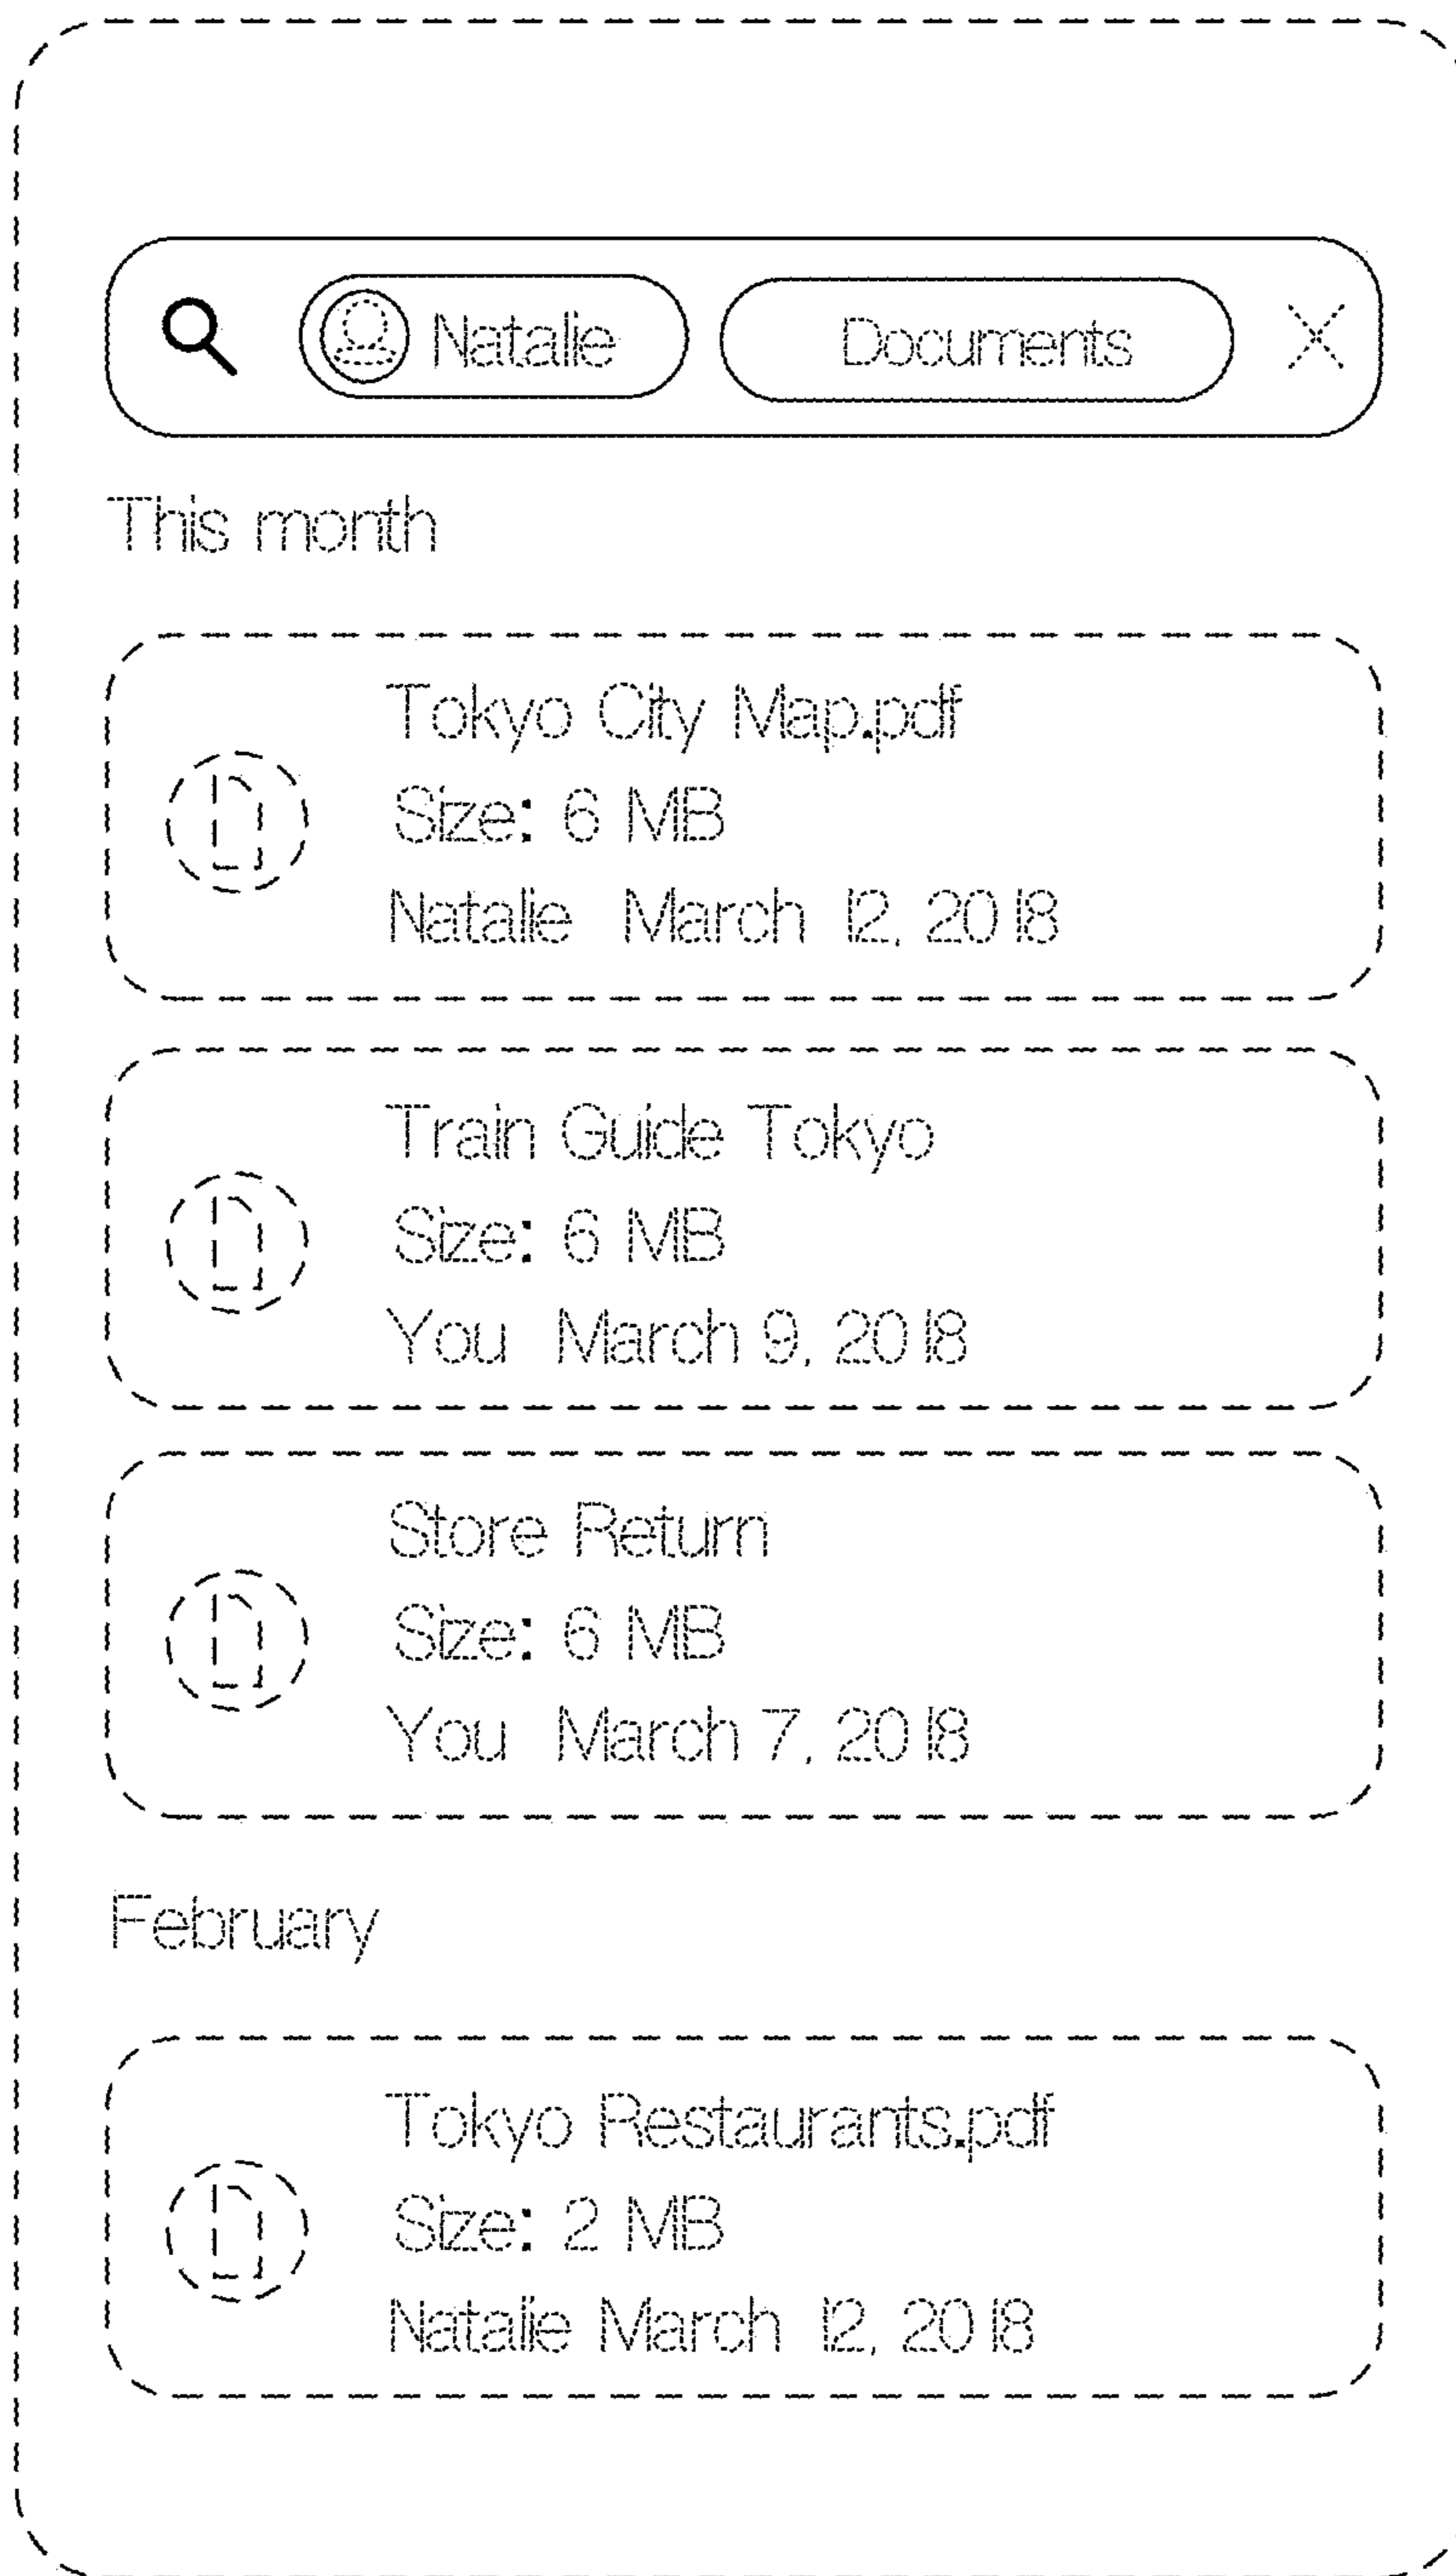 Natalie Documents
This month
Tokyo City Map.pdf
Size: 6 MB
Natalie March 12, 2018
Train Guide Tokyo
Size: 6 MB
You March 9, 2018
Store Return
Size: 6 MB
You March 7, 2018
February
Tokyo Restaurants.pdf
Size: 2 MB
Natalie March 12, 2018